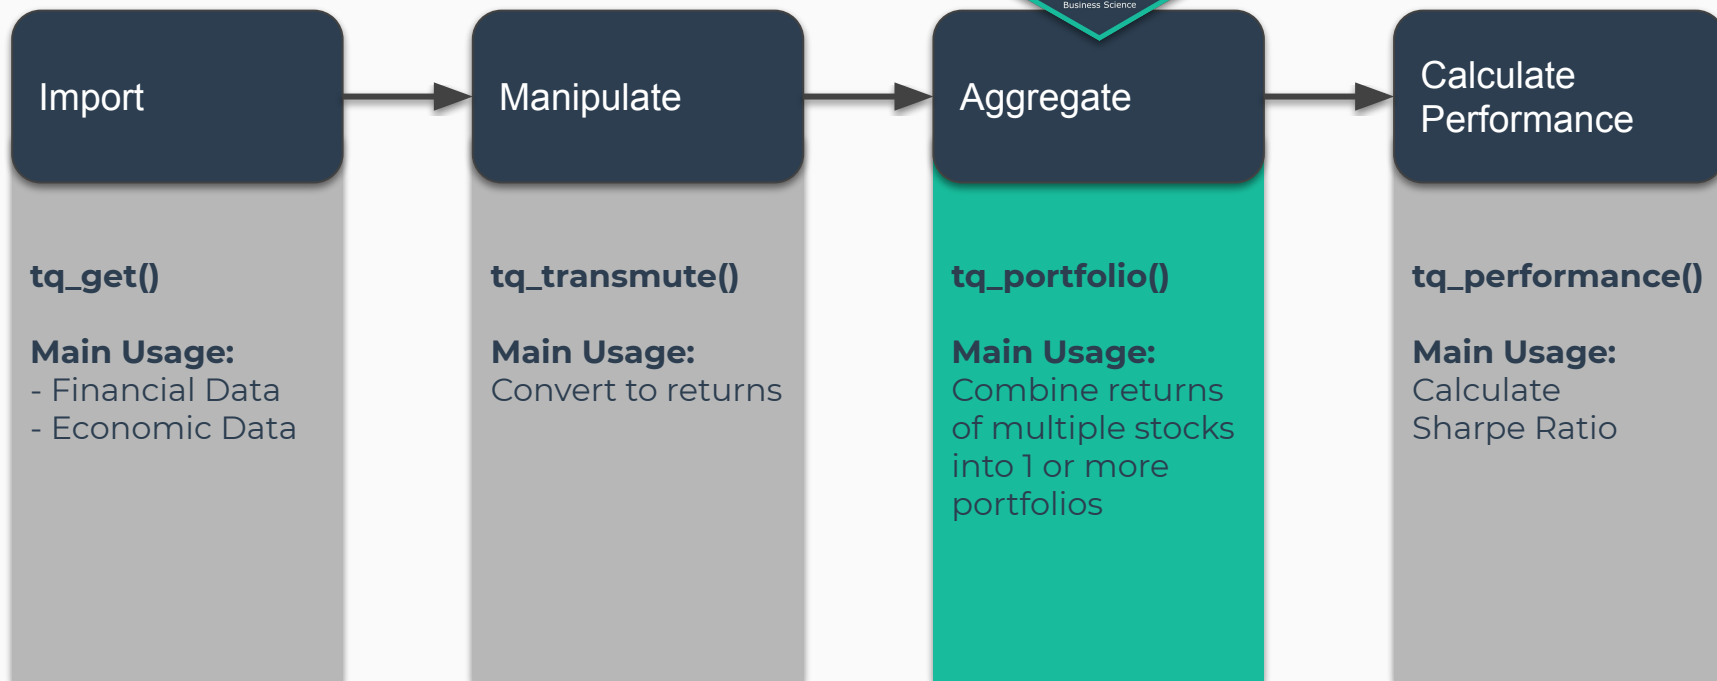 Business Science
Import
Manipulate
Aggregate
Calculate
Performance
tq_get()
Main Usage:
- Financial Data
- Economic Data
tq_transmute()
Main Usage:
Convert to returns
tq_portfolio()
Main Usage:
Combine returns
of multiple stocks
into 1 or more
portfolios
tq_performance()
Main Usage:
Calculate
Sharpe Ratio